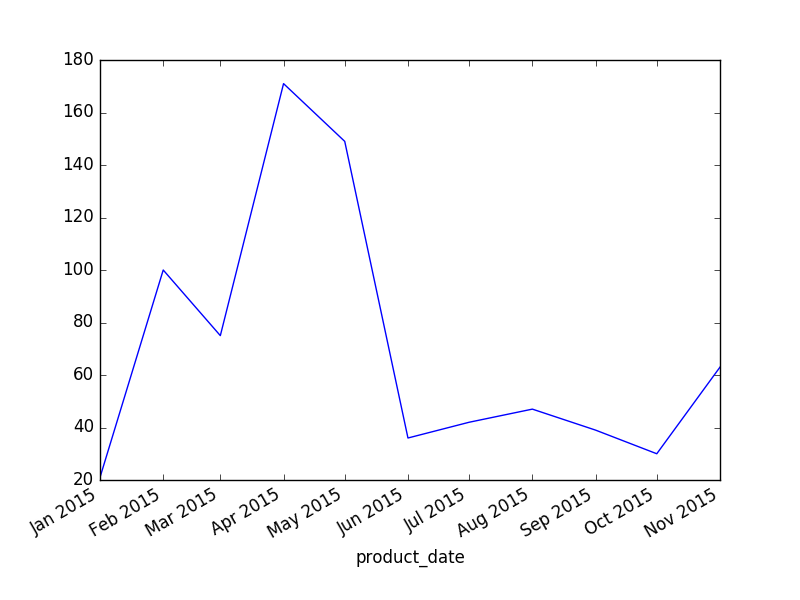 180
160
140
120
100
80
60
40
20
Jan 2015
Feb 2015
Mar 2015
Apr 2015
May 2015
Jun 2015
Jul 2015
Aug 2015
Sep 2015
Oct 2015
Nov 2015
product_date